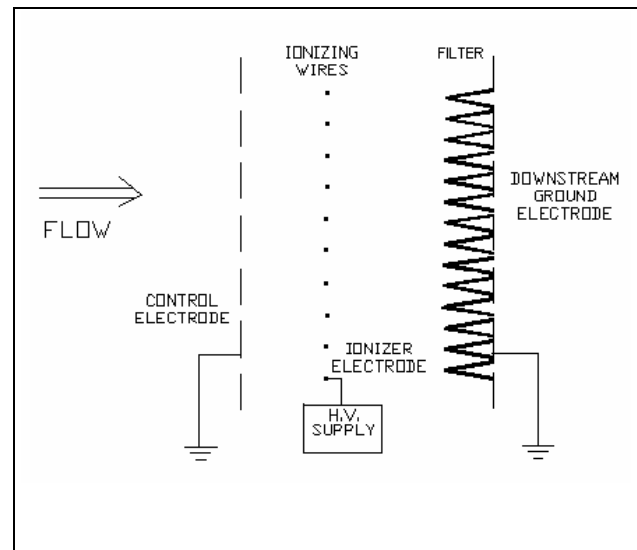 IONIZING
WIRES
FILTER
FLOW
DOWNSTREAM
GROUND
ELECTRODE
CONTROL
ELECTRODE
IONIZER
ELECTRODE
H.V.
SUPPLY